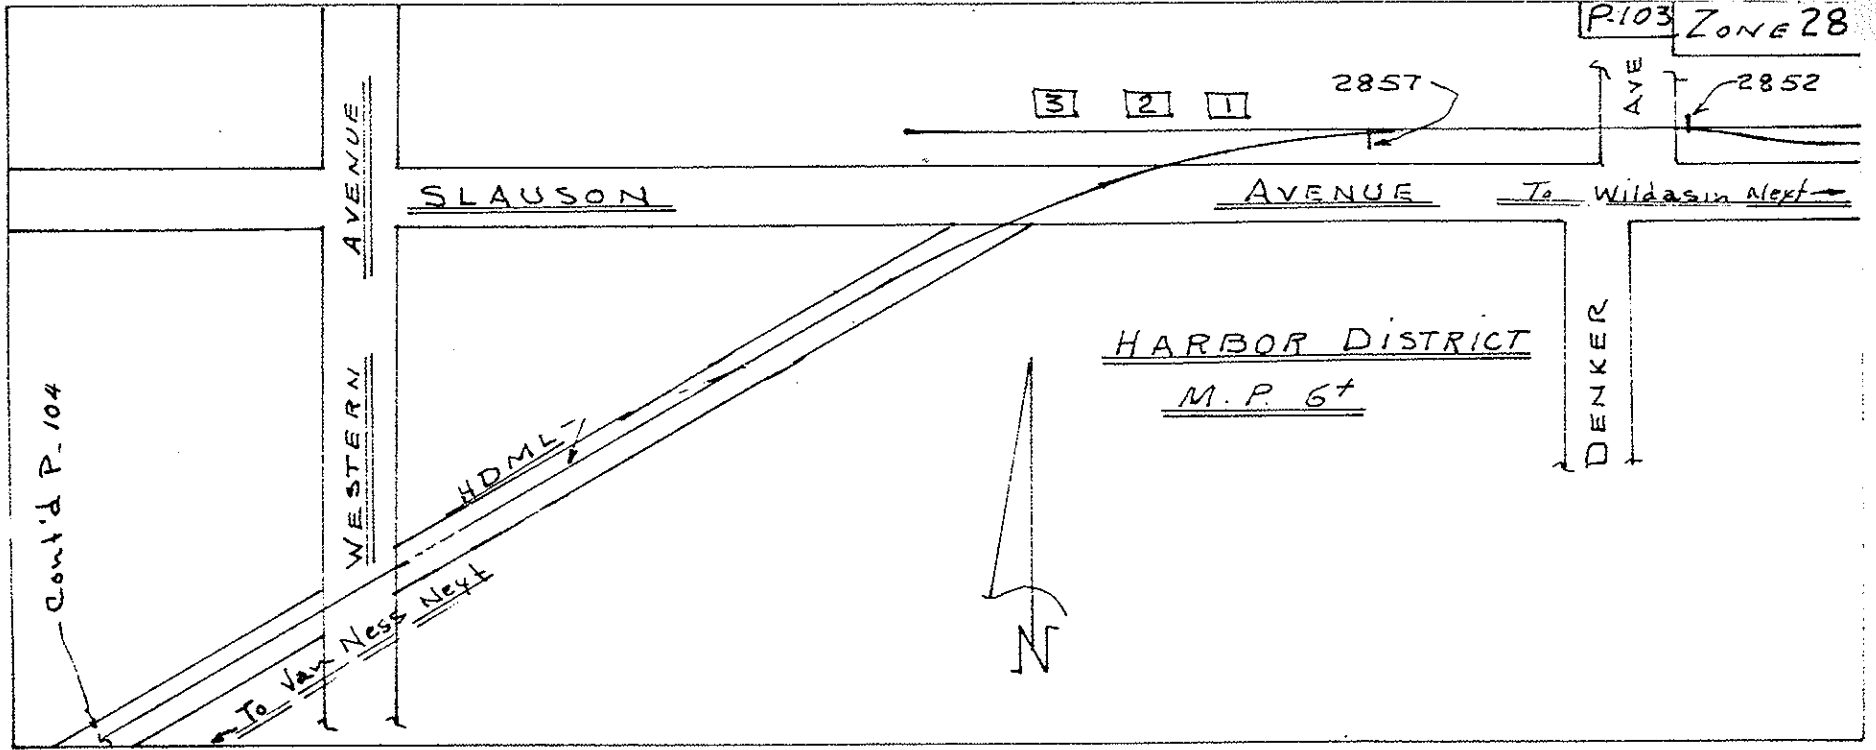 P-103 ZONE 28
2857
AVE
2852
3 2 1
AVENUE
SLAUSON AVENUE To Wildasin Next
HARBOR DISTRICT
M. P. 6+
DENKER
WESTERN
HDML
Cont'd P-104
To Van Ness Next
N